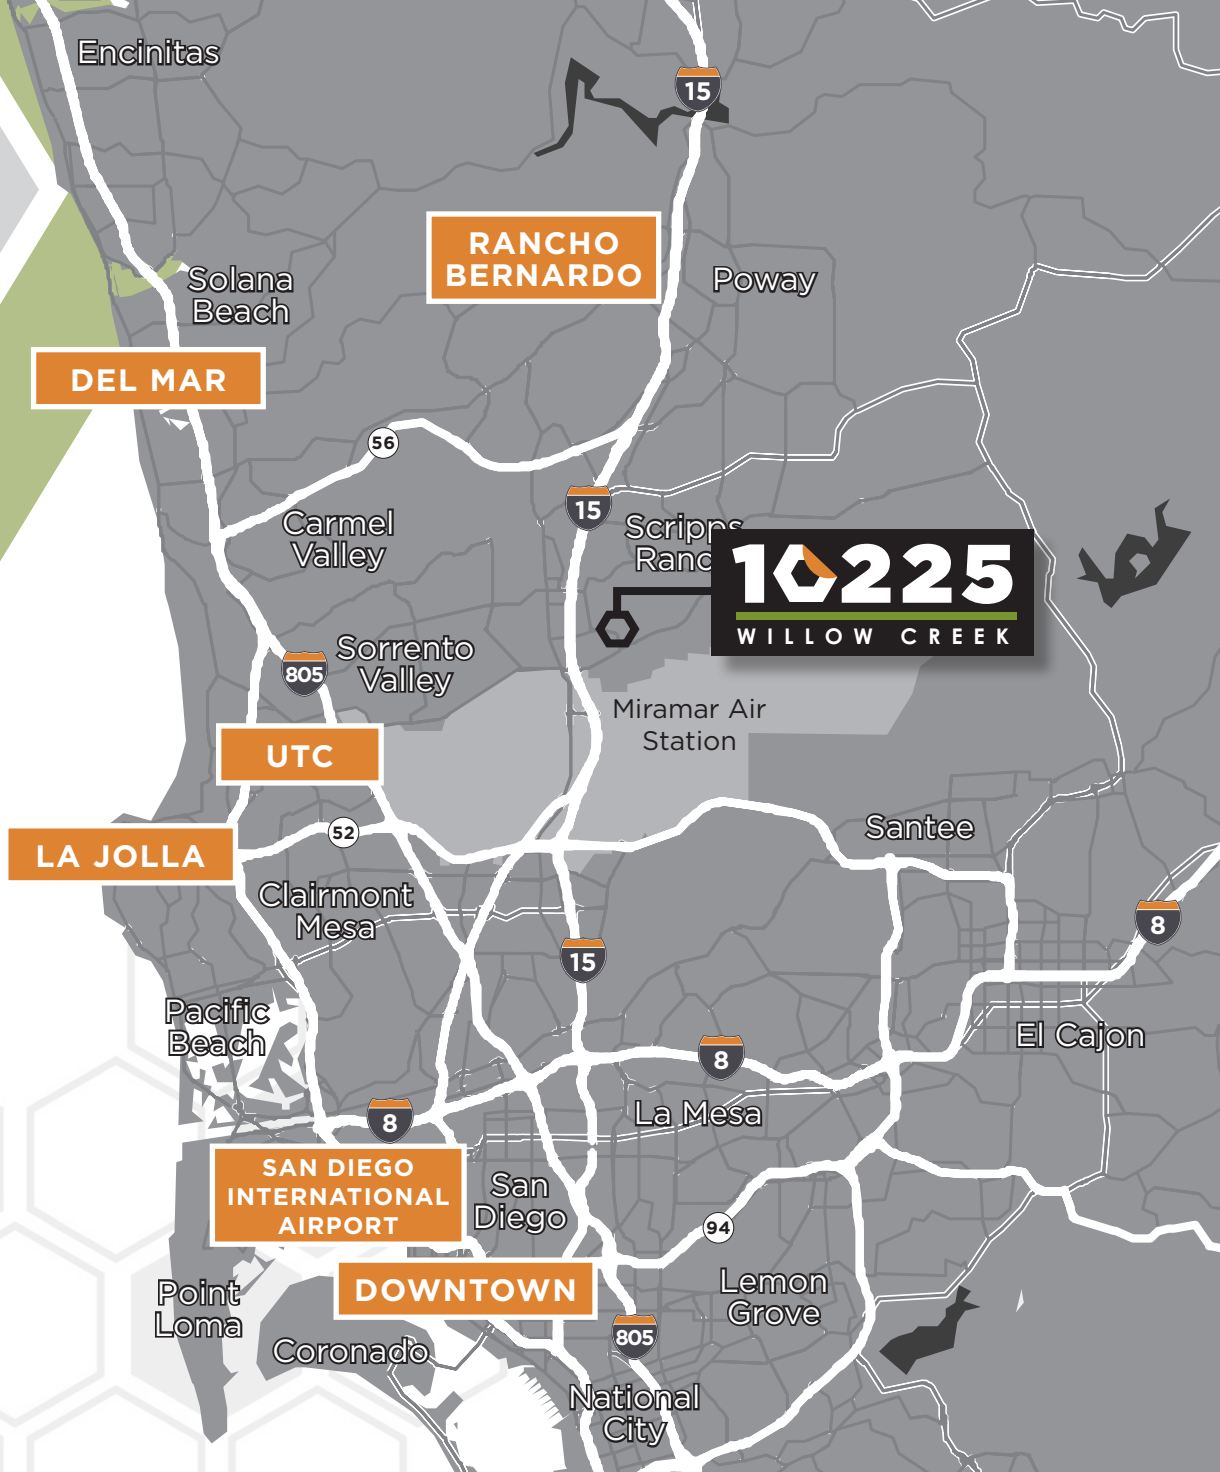 Encinitas
15
RANCHO
BERNARDO
Poway
Solana
Beach
DEL MAR
56
15
Carmel
Valley
Scripps
Ranc
10225
WILLOW CREEK
Sorrento
Valley
805
Miramar Air
Station
UTC
52
LA JOLLA
Santee
Clairmont
Mesa
8
15
Pacific
Beach
El Cajon
8
8
La Mesa
SAN DIEGO
INTERNATIONAL
AIRPORT
San
Diego
94
DOWNTOWN
Lemon
Grove
Point
Loma
805
Coronado
National
City